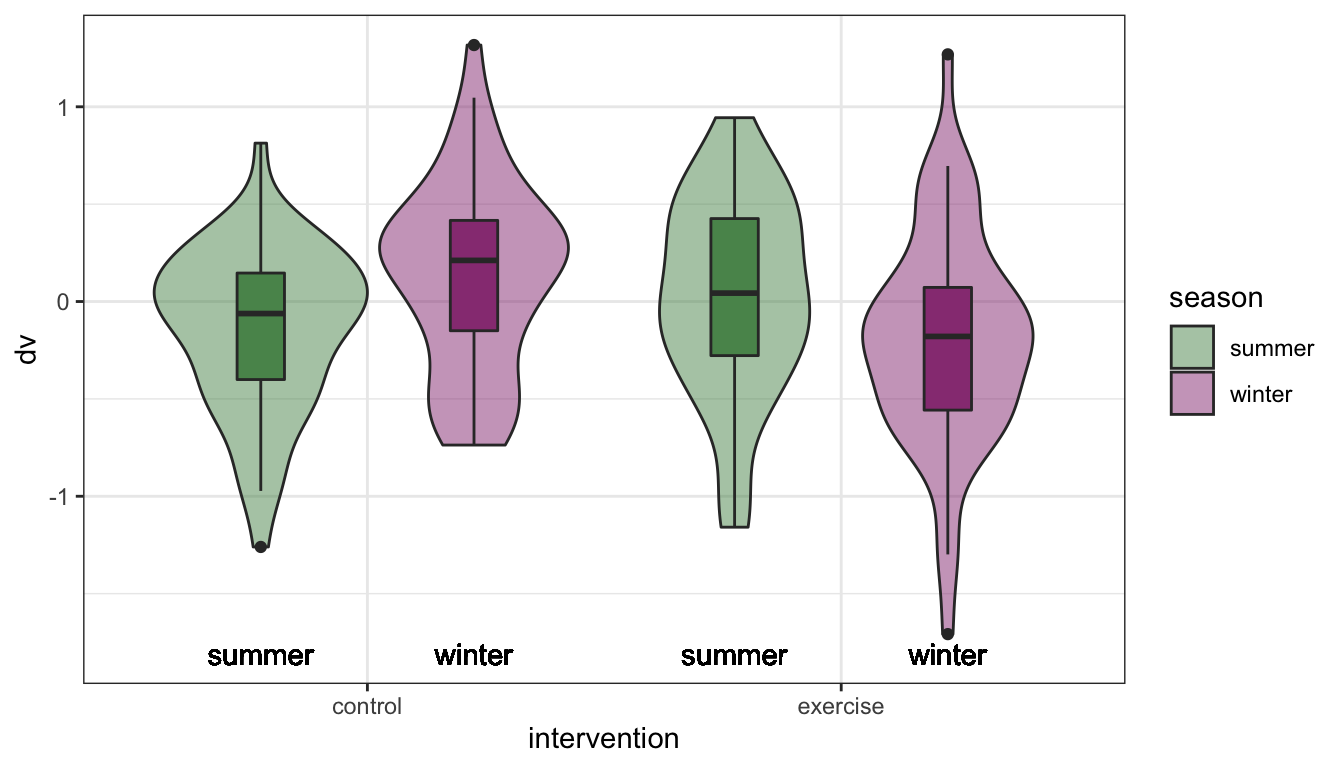 dv
1
0
-1
summer winter summer winter
control exercise
intervention
season
summer
winter